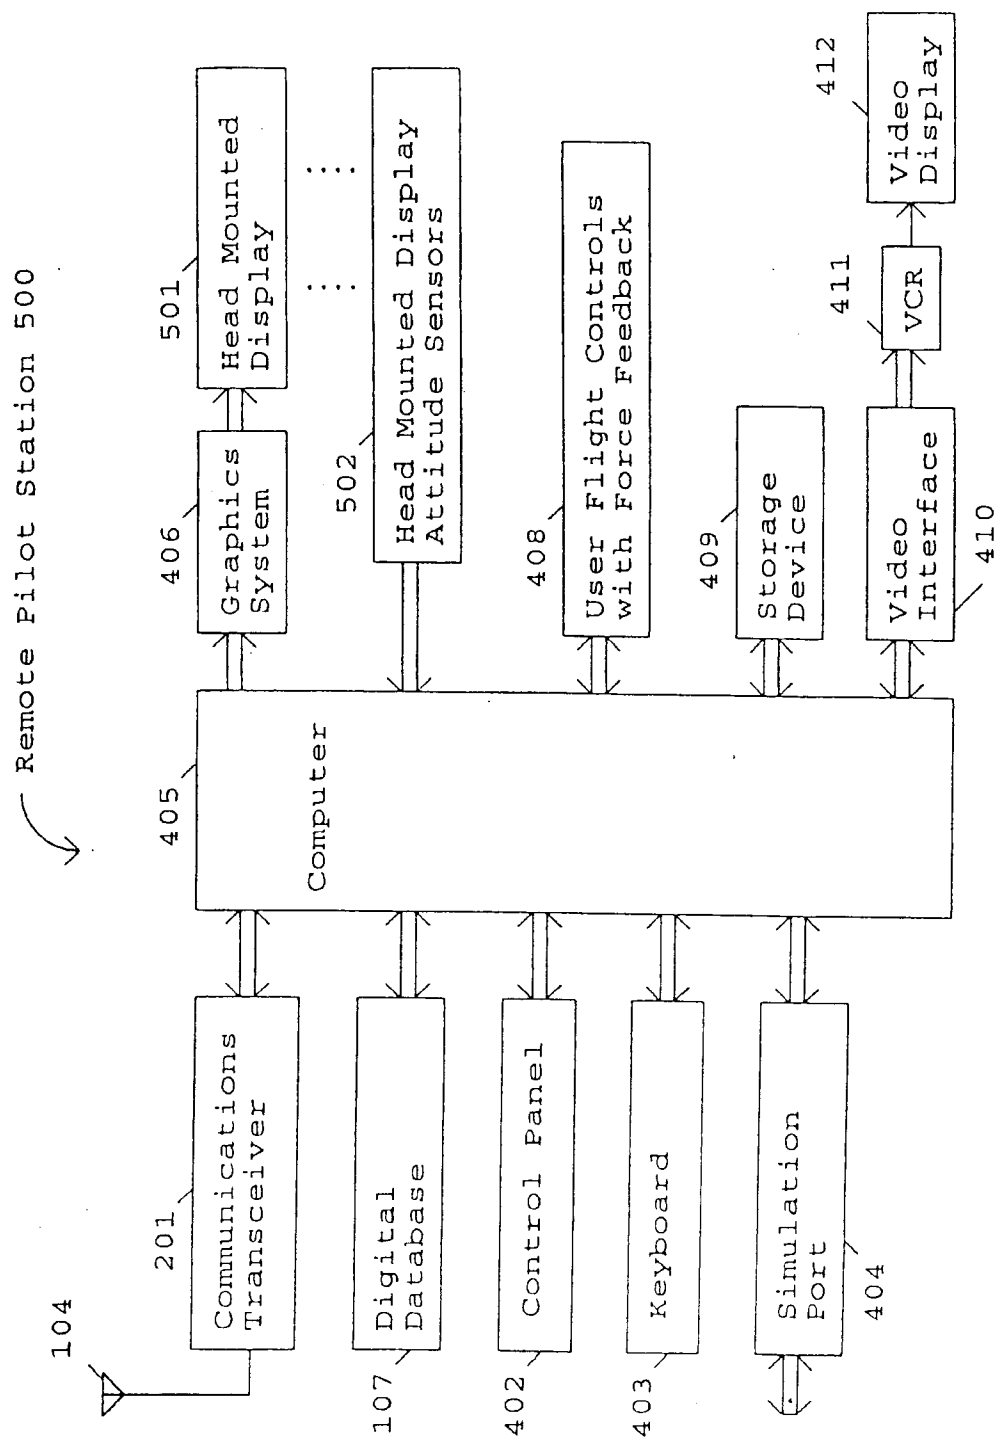 Remote Pilot Station 500
104
201
Communications
Transceiver
107
Digital
Database
402
Control Panel
403
Keyboard
404
Simulation
Port
405
Computer
406
Graphics
System
501
Head Mounted
Display
502
Head Mounted Display
Attitude Sensors
408
User Flight Controls
with Force Feedback
409
Storage
Device
410
Video
Interface
411
VCR
412
Video
Display